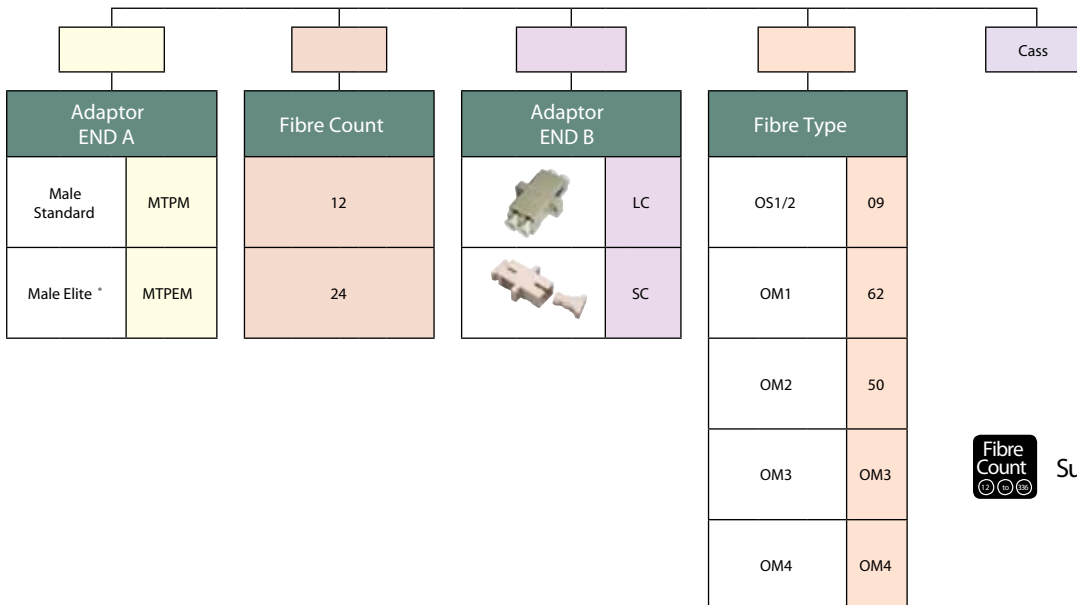 Cass
Adaptor
END A
Male
Standard
MTPM
Male Elite *
MTPEM
Fibre Count
12
24
Adaptor
END B
LC
SC
Fibre Type
OS1/2
09
OM1
62
OM2
50
OM3
OM3
OM4
OM4
Fibre
Count
12 to 336
Su